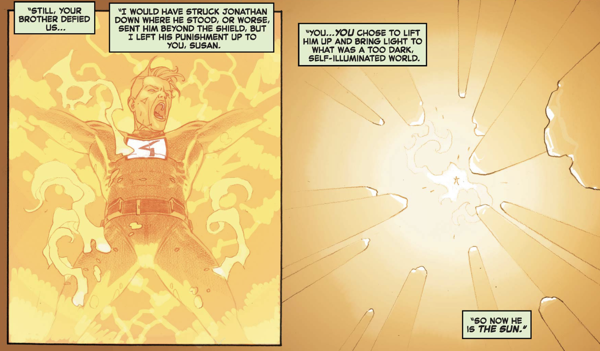 "STILL, YOUR
BROTHER DEFIED
US...
"I WOULD HAVE STRUCK JONATHAN
DOWN WHERE HE STOOD, OR WORSE,
SENT HIM BEYOND THE SHIELD, BUT
I LEFT HIS PUNISHMENT UP TO
YOU, SUSAN.
4
"YOU...YOU CHOSE TO LIFT
HIM UP AND BRING LIGHT TO
WHAT WAS A TOO DARK,
SELF-ILLUMINATED WORLD.
"SO NOW HE
IS THE SUN."